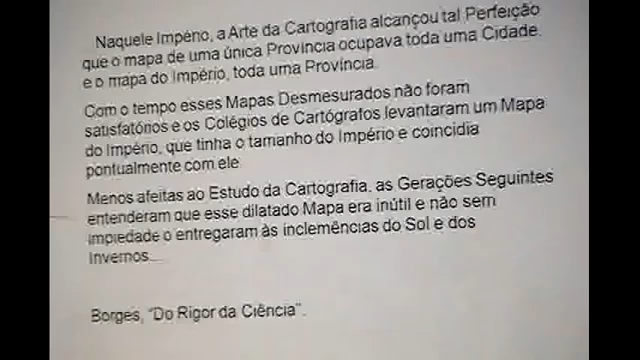 Naquele Império, a Arte da Cartografia alcançou tal Perfeição
que o mapa de uma única Província ocupava toda uma Cidade.
e o mapa do Império, toda uma Província.
Com o tempo esses Mapas Desmesurados não foram
satisfatórios e os Colégios de Cartógrafos levantaram um Mapa
do Império, que tinha o tamanho do Império e coincidia
pontualmente com ele
Menos afeitas ao Estudo da Cartografia, as Gerações Seguintes
entenderam que esse dilatado Mapa era inútil e não sem
impiedade o entregaram às inclemências do Sol e dos
Invernos...
Borges, "Do Rigor da Ciência".